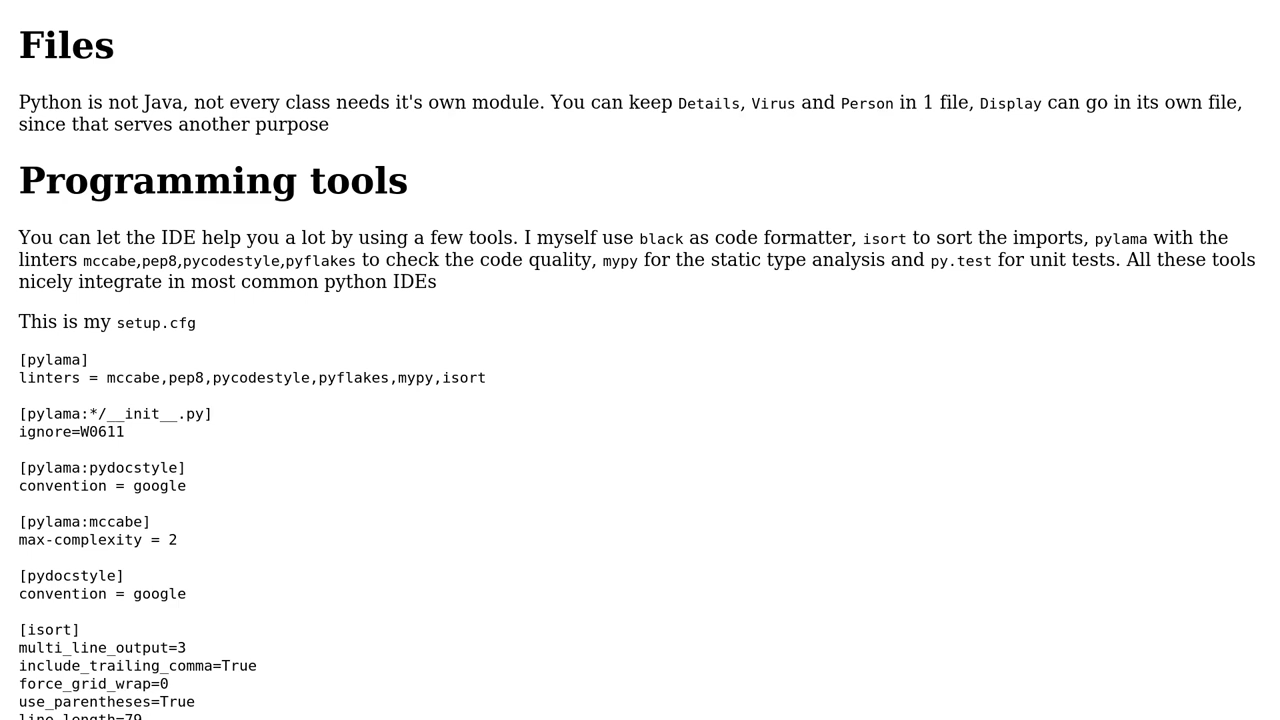 Files
Python is not Java, not every class needs it's own module. You can keep Details, Virus and Person in 1 file, Display can go in its own file,
since that serves another purpose
Programming tools
You can let the IDE help you a lot by using a few tools. I myself use black as code formatter, isort to sort the imports, pylama with the
linters mccabe,pep8,pycodestyle,pyflakes to check the code quality, mypy for the static type analysis and py.test for unit tests. All these tools
nicely integrate in most common python IDEs
This is my setup.cfg
[pylama]
linters = mccabe,pep8,pycodestyle,pyflakes,mypy,isort
[pylama:*/__init__.py]
ignore=W0611
[pylama:pydocstyle]
convention = google
[pylama:mccabe]
max-complexity = 2
[pydocstyle]
convention = google
[isort]
multi_line_output=3
include_trailing_comma=True
force_grid_wrap=0
use_parentheses=True
line_length=79